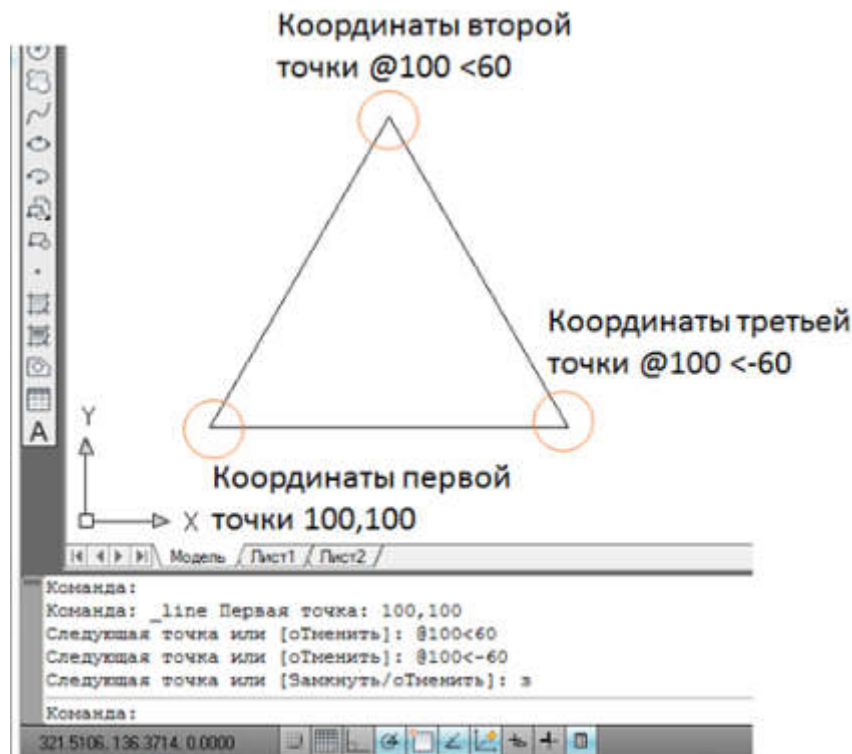 Координаты второй
точки @100 <60
Координаты третьей
точки @100 <-60
A
Y
Координаты первой
X точки 100,100
Модель Лист1 Лист2
Команда:
Команда: _line Первая точка: 100,100
Следующая точка или [оТменить]: @100<60
Следующая точка или [оТменить]: @100<-60
Следующая точка или [Замкнуть/оТменить]: з
Команда:
321.5106, 136.3714, 0.0000